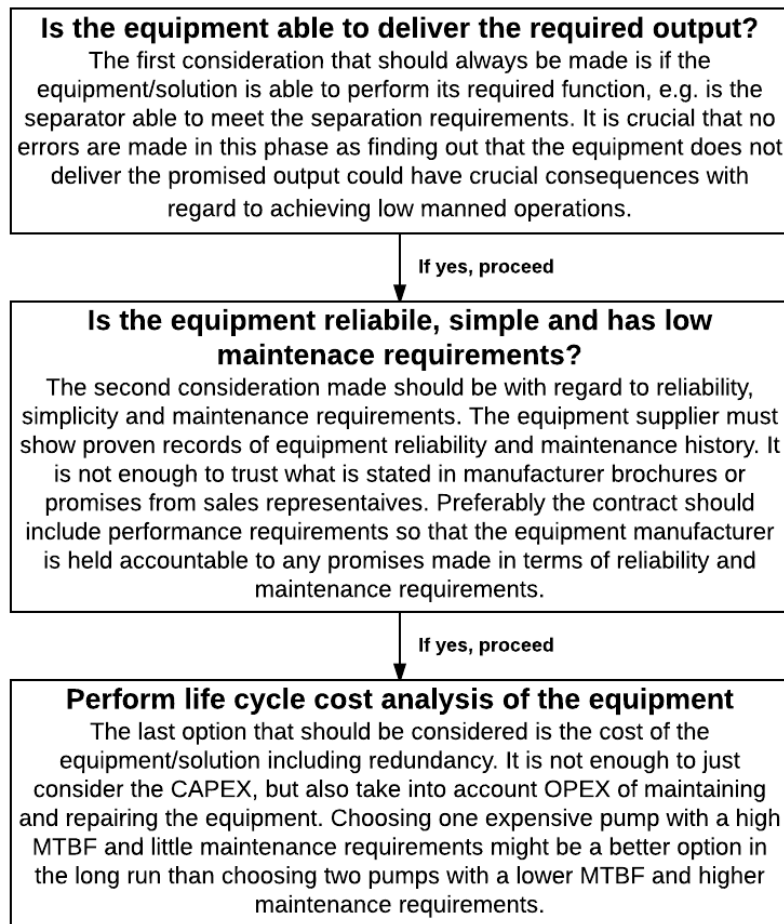 Is the equipment able to deliver the required output?
The first consideration that should always be made is if the
equipment/solution is able to perform its required function, e.g. is the
separator able to meet the separation requirements. It is crucial that no
errors are made in this phase as finding out that the equipment does not
deliver the promised output could have crucial consequences with
regard to achieving low manned operations.
If yes, proceed
Is the equipment reliabile, simple and has low
maintenace requirements?
The second consideration made should be with regard to reliability,
simplicity and maintenance requirements. The equipment supplier must
show proven records of equipment reliability and maintenance history. It
is not enough to trust what is stated in manufacturer brochures or
promises from sales representaives. Preferably the contract should
include performance requirements so that the equipment manufacturer
is held accountable to any promises made in terms of reliability and
maintenance requirements.
If yes, proceed
Perform life cycle cost analysis of the equipment
The last option that should be considered is the cost of the
equipment/solution including redundancy. It is not enough to just
consider the CAPEX, but also take into account OPEX of maintaining
and repairing the equipment. Choosing one expensive pump with a high
MTBF and little maintenance requirements might be a better option in
the long run than choosing two pumps with a lower MTBF and higher
maintenance requirements.